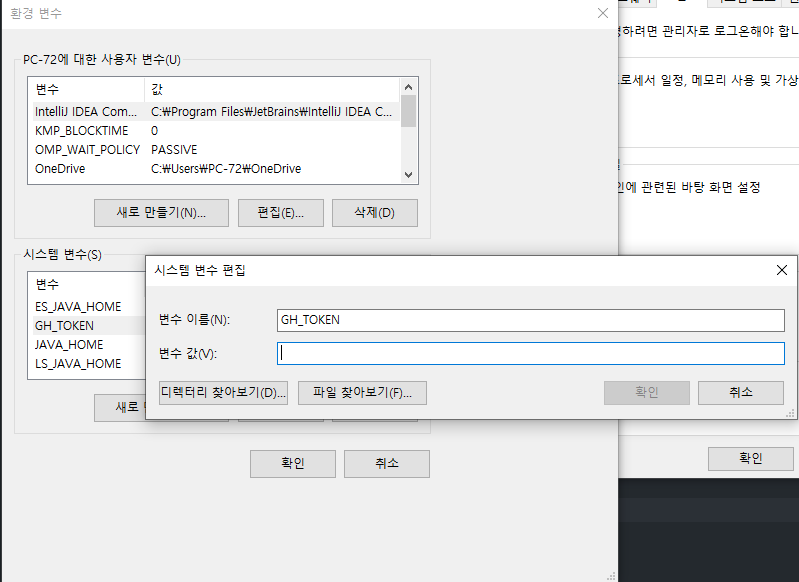 환경 변수
PC-72에 대한 사용자 변수(U)
변수 값
IntelliJ IDEA Com... C:₩Program Files₩JetBrains₩IntelliJ IDEA C...
KMP_BLOCKTIME 0
OMP_WAIT_POLICY PASSIVE
OneDrive C:₩Users₩PC-72₩OneDrive
새로 만들기(N)... 편집(E)... 삭제(D)
시스템 변수(S)
변수
ES_JAVA_HOME
GH_TOKEN
JAVA_HOME
LS_JAVA_HOME
새로
확인 취소
시스템 변수 편집
변수 이름(N): GH_TOKEN
변수 값(V):
디렉터리 찾아보기(D)... 파일 찾아보기(F)... 확인 취소
하려면 관리자로 로그온해야 합니
로세서 일정, 메모리 사용 및 가상
인에 관련된 바탕 화면 설정
확인